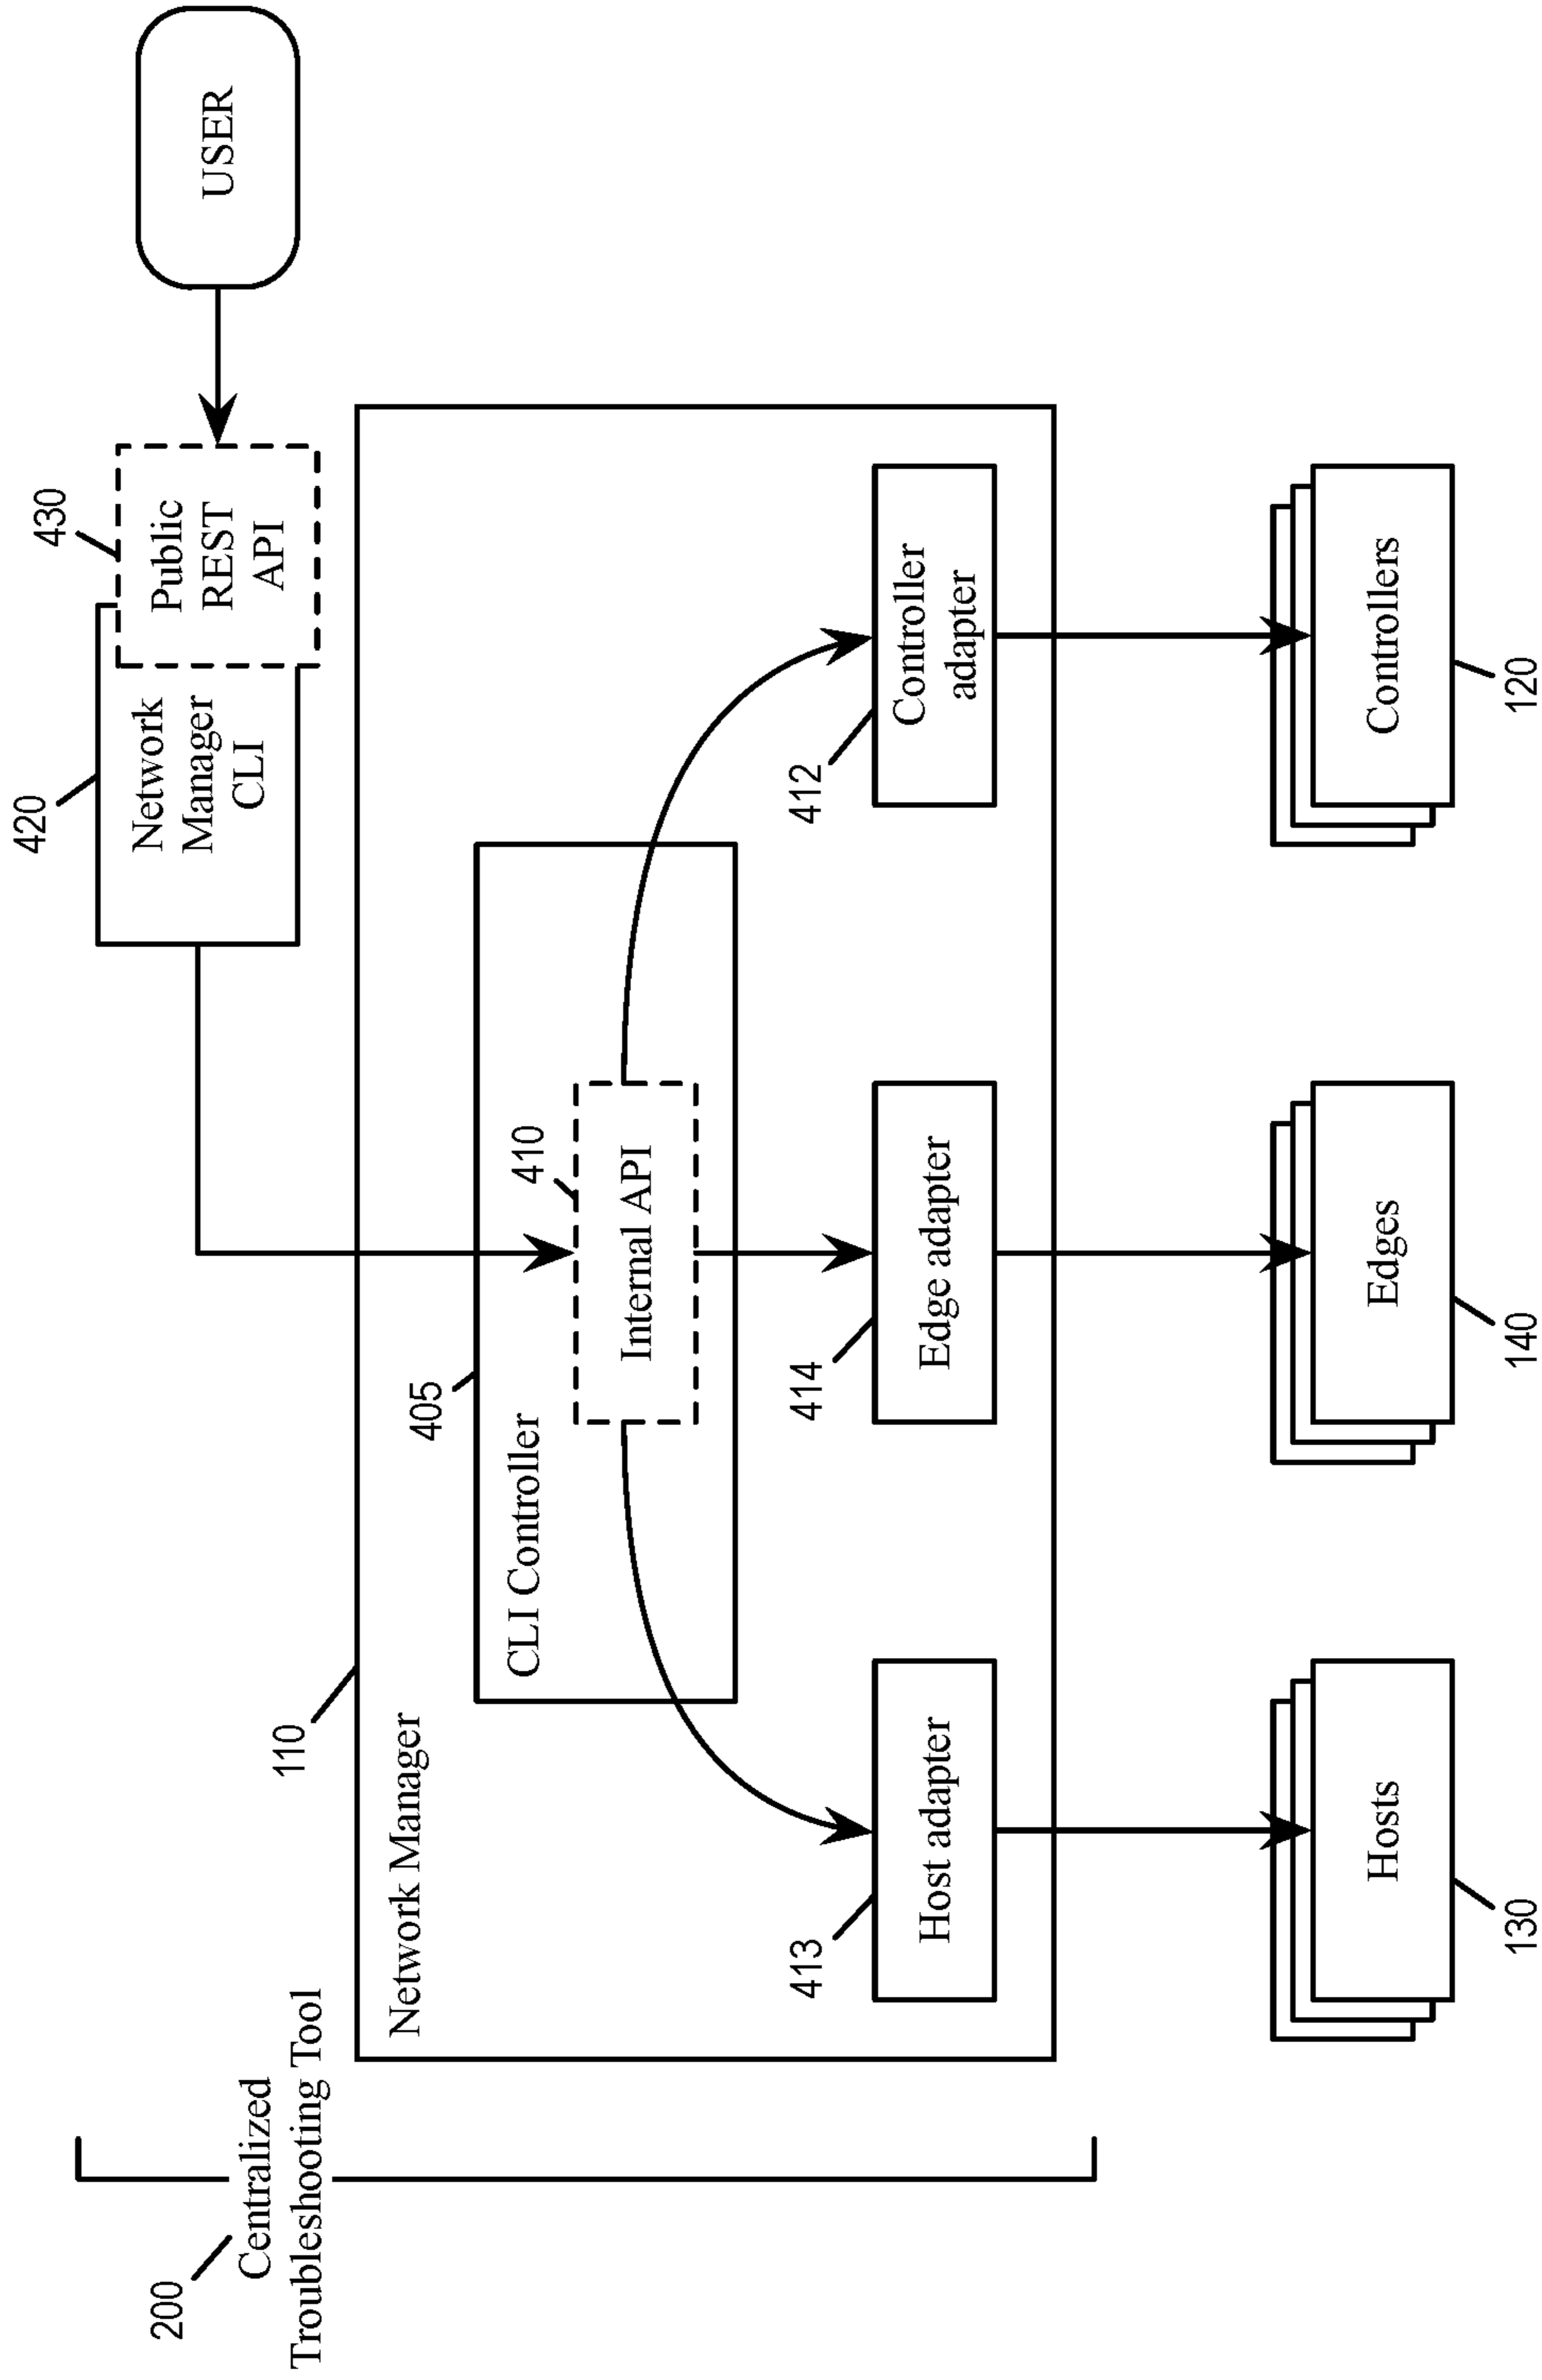 420
430
Network
Manager
CLI
Public
REST
API
USER
200
Centralized
Troubleshooting Tool
110
Network Manager
405
CLI Controller
410
Internal API
413
Host adapter
414
Edge adapter
412
Controller
adapter
Hosts
130
Edges
140
Controllers
120